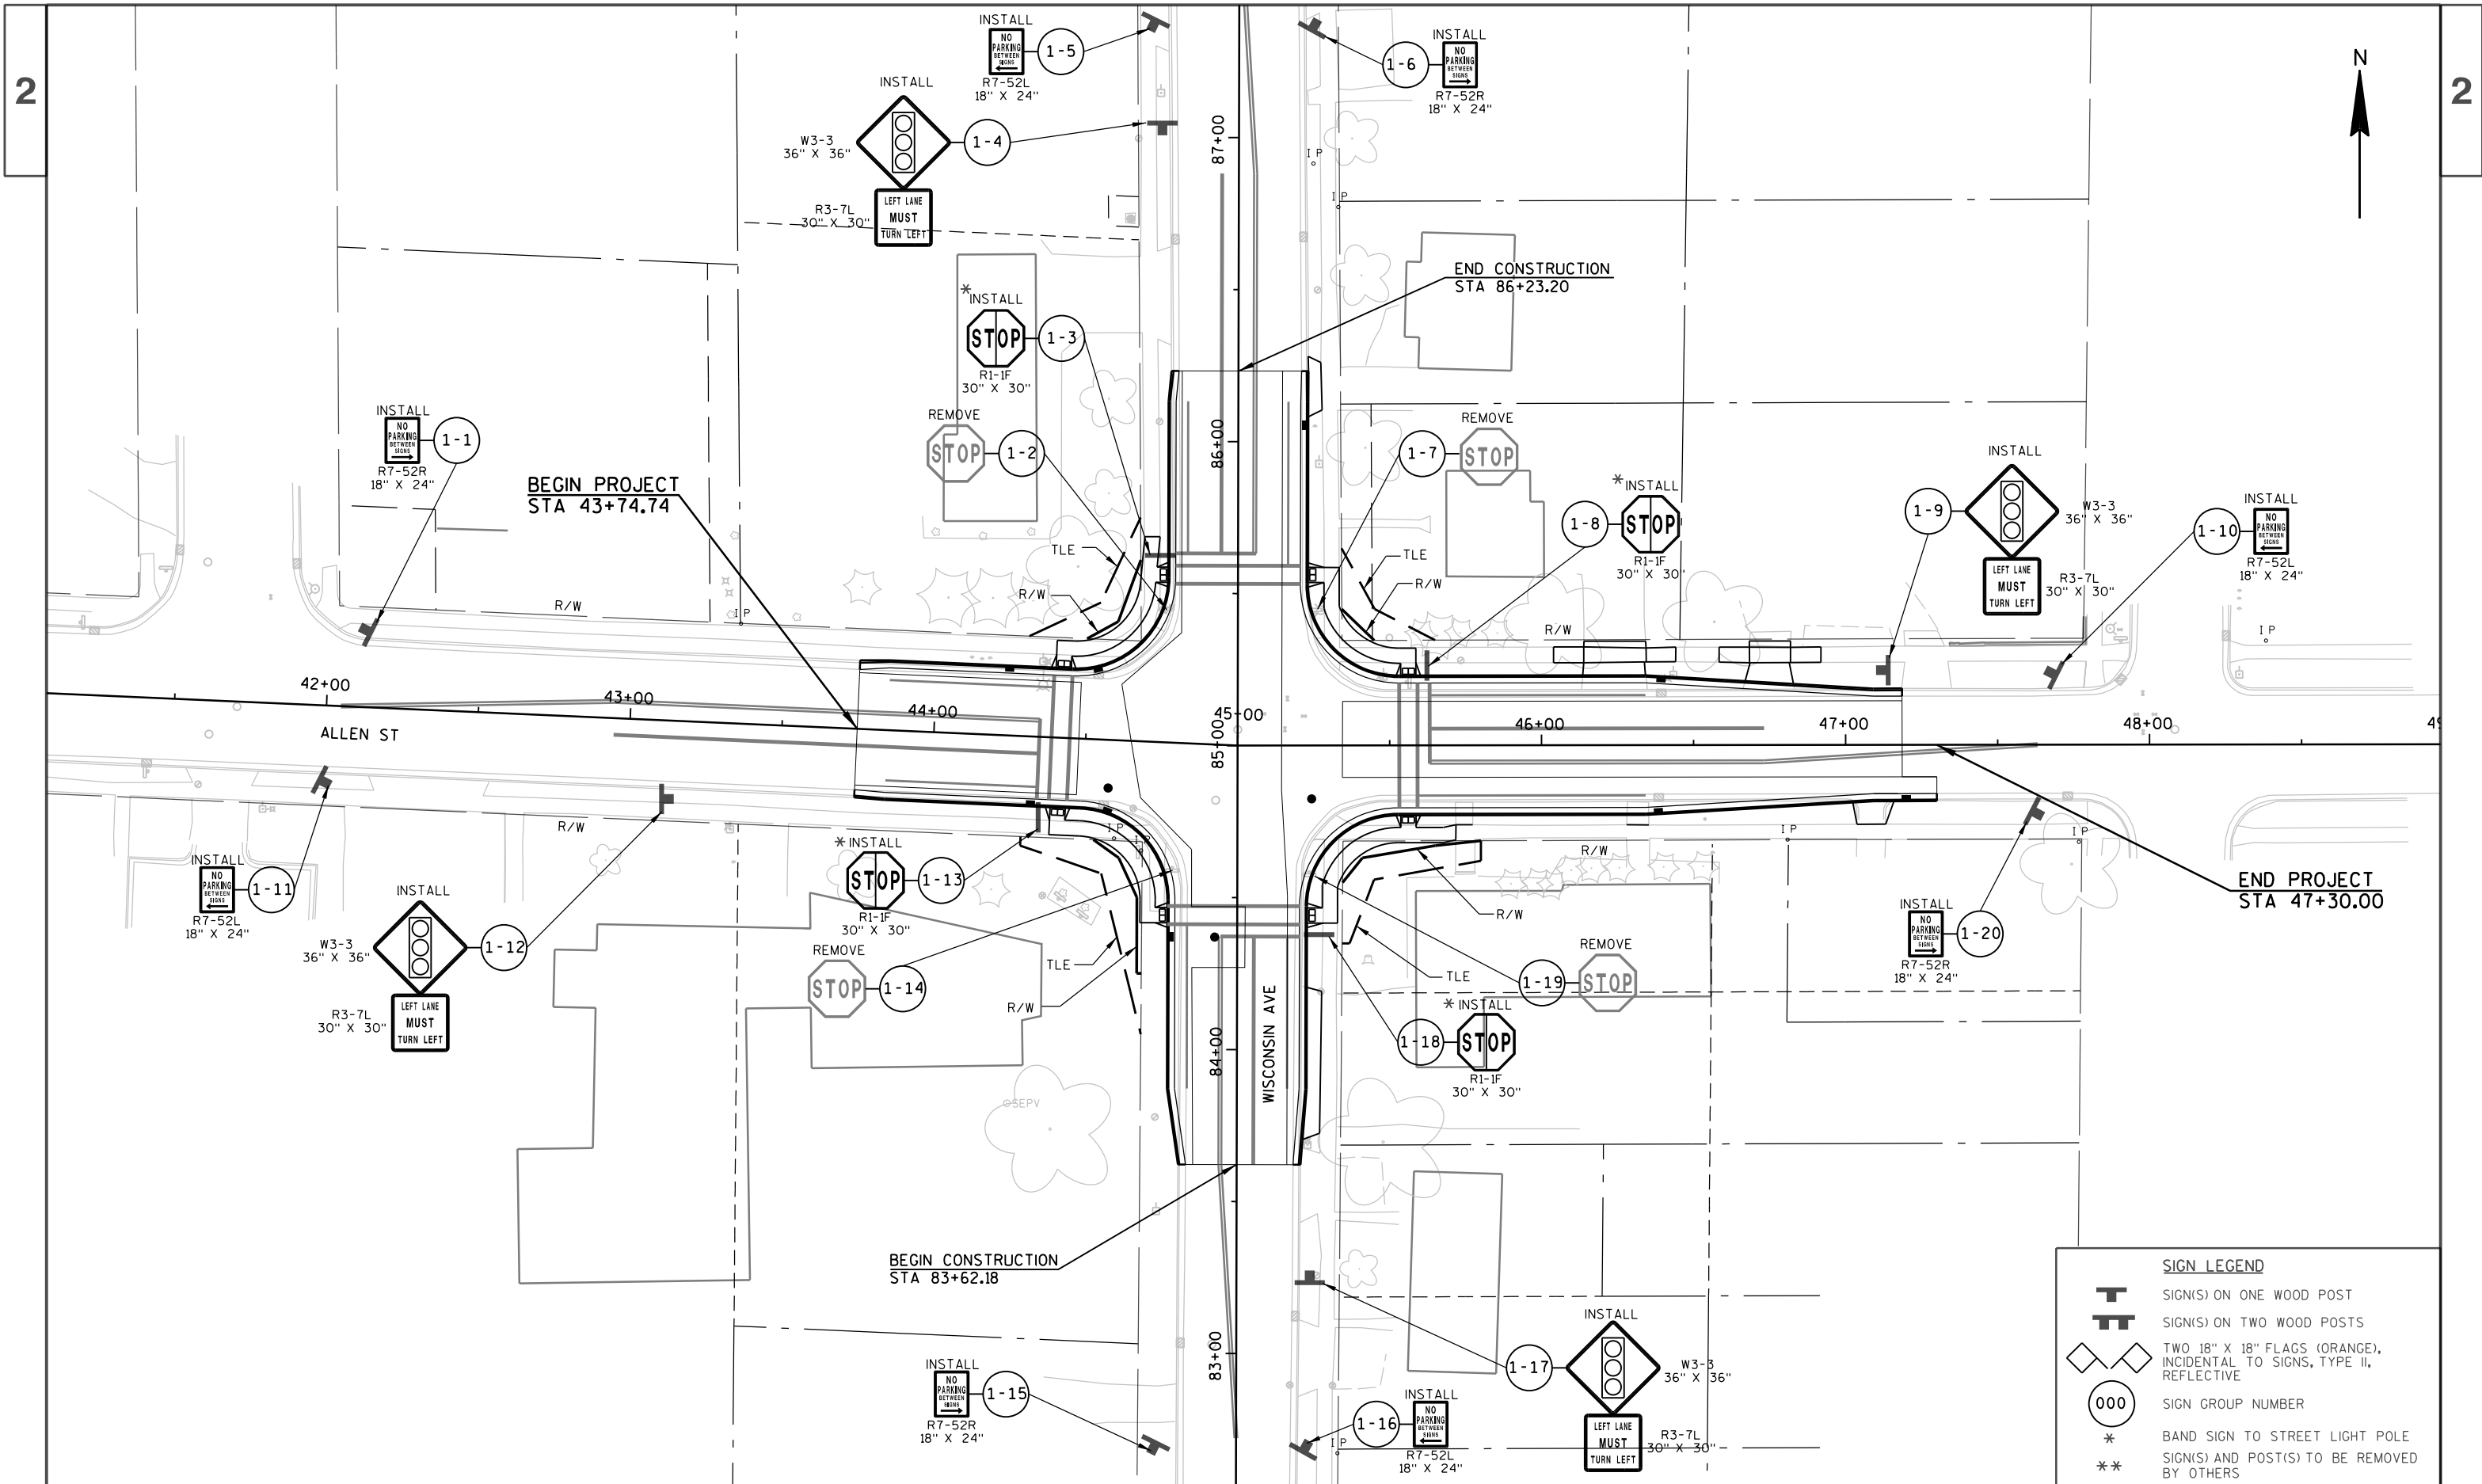 2
2
N
INSTALL
NO
PARKING
BETWEEN
SIGNS
R7-52L
18" X 24"
1-5
INSTALL
NO
PARKING
BETWEEN
SIGNS
R7-52R
18" X 24"
1-6
INSTALL
W3-3
36" X 36"
1-4
R3-7L
30" X 30"
LEFT LANE
MUST
TURN LEFT
87+00
I P
I P
END CONSTRUCTION
STA 86+23.20
*INSTALL
STOP
R1-1F
30" X 30"
1-3
REMOVE
STOP
1-2
86+00
REMOVE
STOP
1-7
INSTALL
NO
PARKING
BETWEEN
SIGNS
R7-52R
18" X 24"
1-1
BEGIN PROJECT
STA 43+74.74
*INSTALL
STOP
R1-1F
30" X 30"
1-8
INSTALL
W3-3
36" X 36"
1-9
LEFT LANE
MUST
TURN LEFT
R3-7L
30" X 30"
INSTALL
NO
PARKING
BETWEEN
SIGNS
R7-52L
18" X 24"
1-10
TLE
R/W
TLE
R/W
R/W
I P
R/W
I P
42+00
43+00
44+00
45+00
85+00
46+00
47+00
48+00
ALLEN ST
R/W
I P
I P
I P
I P
R/W
INSTALL
NO
PARKING
BETWEEN
SIGNS
R7-52L
18" X 24"
1-11
INSTALL
W3-3
36" X 36"
1-12
R3-7L
30" X 30"
LEFT LANE
MUST
TURN LEFT
*INSTALL
STOP
R1-1F
30" X 30"
1-13
REMOVE
STOP
1-14
TLE
R/W
R/W
TLE
REMOVE
STOP
1-19
*INSTALL
STOP
R1-1F
30" X 30"
1-18
INSTALL
NO
PARKING
BETWEEN
SIGNS
R7-52R
18" X 24"
1-20
END PROJECT
STA 47+30.00
84+00
WISCONSIN AVE
SEPV
BEGIN CONSTRUCTION
STA 83+62.18
83+00
INSTALL
NO
PARKING
BETWEEN
SIGNS
R7-52R
18" X 24"
1-15
INSTALL
NO
PARKING
BETWEEN
SIGNS
R7-52L
18" X 24"
1-16
I P
INSTALL
W3-3
36" X 36"
1-17
LEFT LANE
MUST
TURN LEFT
R3-7L
30" X 30"
SIGN LEGEND
SIGN(S) ON ONE WOOD POST
SIGN(S) ON TWO WOOD POSTS
TWO 18" X 18" FLAGS (ORANGE),
INCIDENTAL TO SIGNS, TYPE II,
REFLECTIVE
000 SIGN GROUP NUMBER
* BAND SIGN TO STREET LIGHT POLE
** SIGN(S) AND POST(S) TO BE REMOVED
BY OTHERS